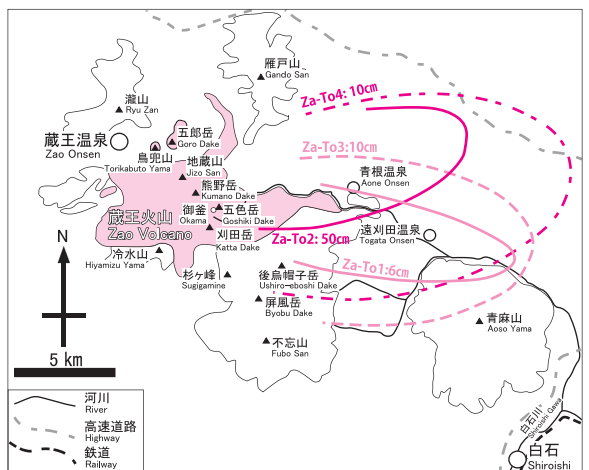 雁戸山
Gando San
Za-To4: 10cm
瀧山
Ryu Zan
五郎岳
Goro Dake
蔵王温泉
Zao Onsen
鳥兜山
Torikabuto Yama
地蔵山
Jizo San
Za-To3:10cm
青根温泉
Aone Onsen
熊野岳
Kumano Dake
御釜
Okama
五色岳
Goshiki Dake
蔵王火山
Zao Volcano
刈田岳
Katta Dake
Za-To2: 50cm
遠刈田温泉
Togata Onsen
N
冷水山
Hiyamizu Yama
杉ヶ峰
Sugigamine
後烏帽子岳
Ushiro-eboshi Dake
Za-To1:6cm
屏風岳
Byobu Dake
青麻山
Aoso Yama
不忘山
Fubo San
5 km
河川
River
高速道路
Highway
鉄道
Railway
白石川
Shiroishi Gawa
白石
Shiroishi